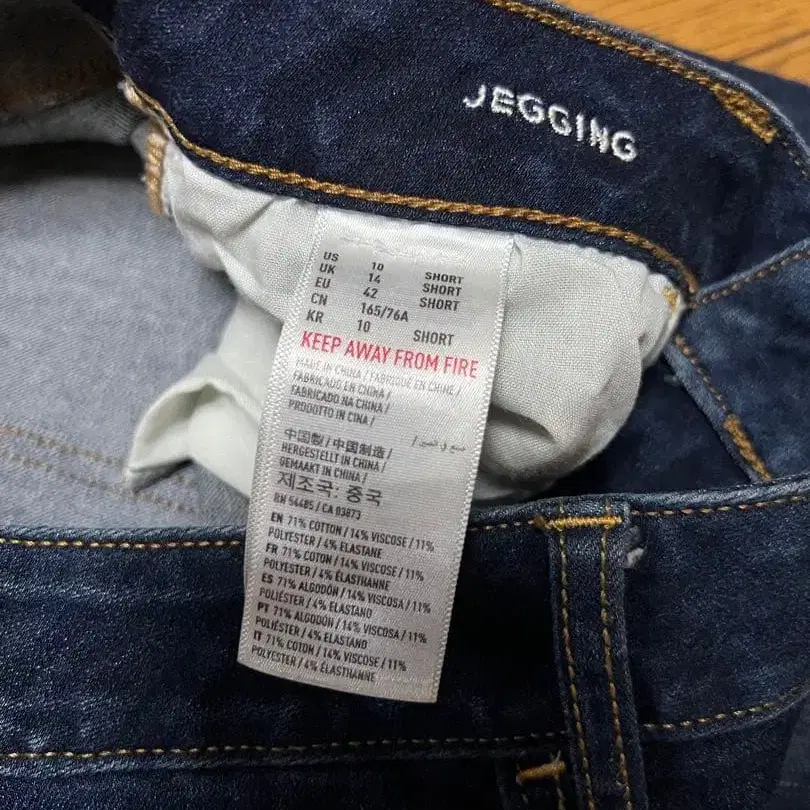 JEGGING
US 10 SHORT
UK 14 SHORT
EU 42 SHORT
CN 165/76A
KR 10 SHORT
KEEP AWAY FROM FIRE
MADE IN CHINA / FABRIQUÉ EN CHINE /
FABRICADO EN CHINA /
FABRICADO NA CHINA /
PRODOTTO IN CINA /
中国製 / 中国制造 / صنع في الصين /
HERGESTELLT IN CHINA /
GEMAAKT IN CHINA /
제조국: 중국
RN 54485 / CA 03873
EN 71% COTTON / 14% VISCOSE / 11%
POLYESTER / 4% ELASTANE
FR 71% COTON / 14% VISCOSE / 11%
POLYESTER / 4% ÉLASTHANNE
ES 71% ALGODÓN / 14% VISCOSA / 11%
POLIÉSTER / 4% ELASTANO
PT 71% ALGODÃO / 14% VISCOSA / 11%
POLIÉSTER / 4% ELASTANO
IT 71% COTONE / 14% VISCOSE / 11%
POLYESTER / 4% ELASTHANNE